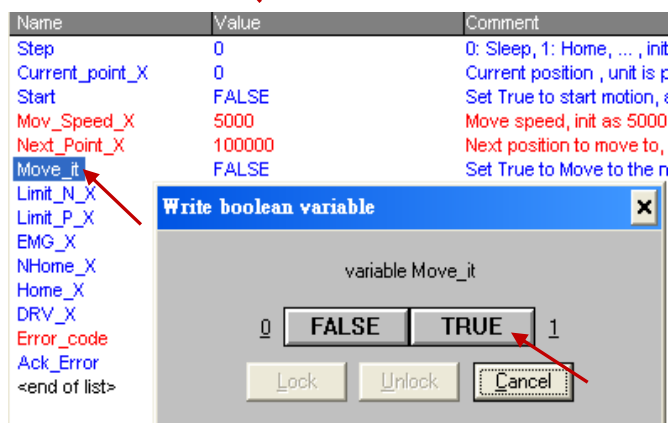 Name Value Comment
Step 0 0: Sleep, 1: Home, ... , init
Current_point_X 0 Current position , unit is p
Start FALSE Set True to start motion, a
Mov_Speed_X 5000 Move speed, init as 5000
Next_Point_X 100000 Next position to move to,
Move_it FALSE Set True to Move to the n
Limit_N_X
Limit_P_X
EMG_X
NHome_X
Home_X
DRV_X
Error_code
Ack_Error
<end of list>
Write boolean variable
variable Move_it
0 FALSE TRUE 1
Lock Unlock Cancel